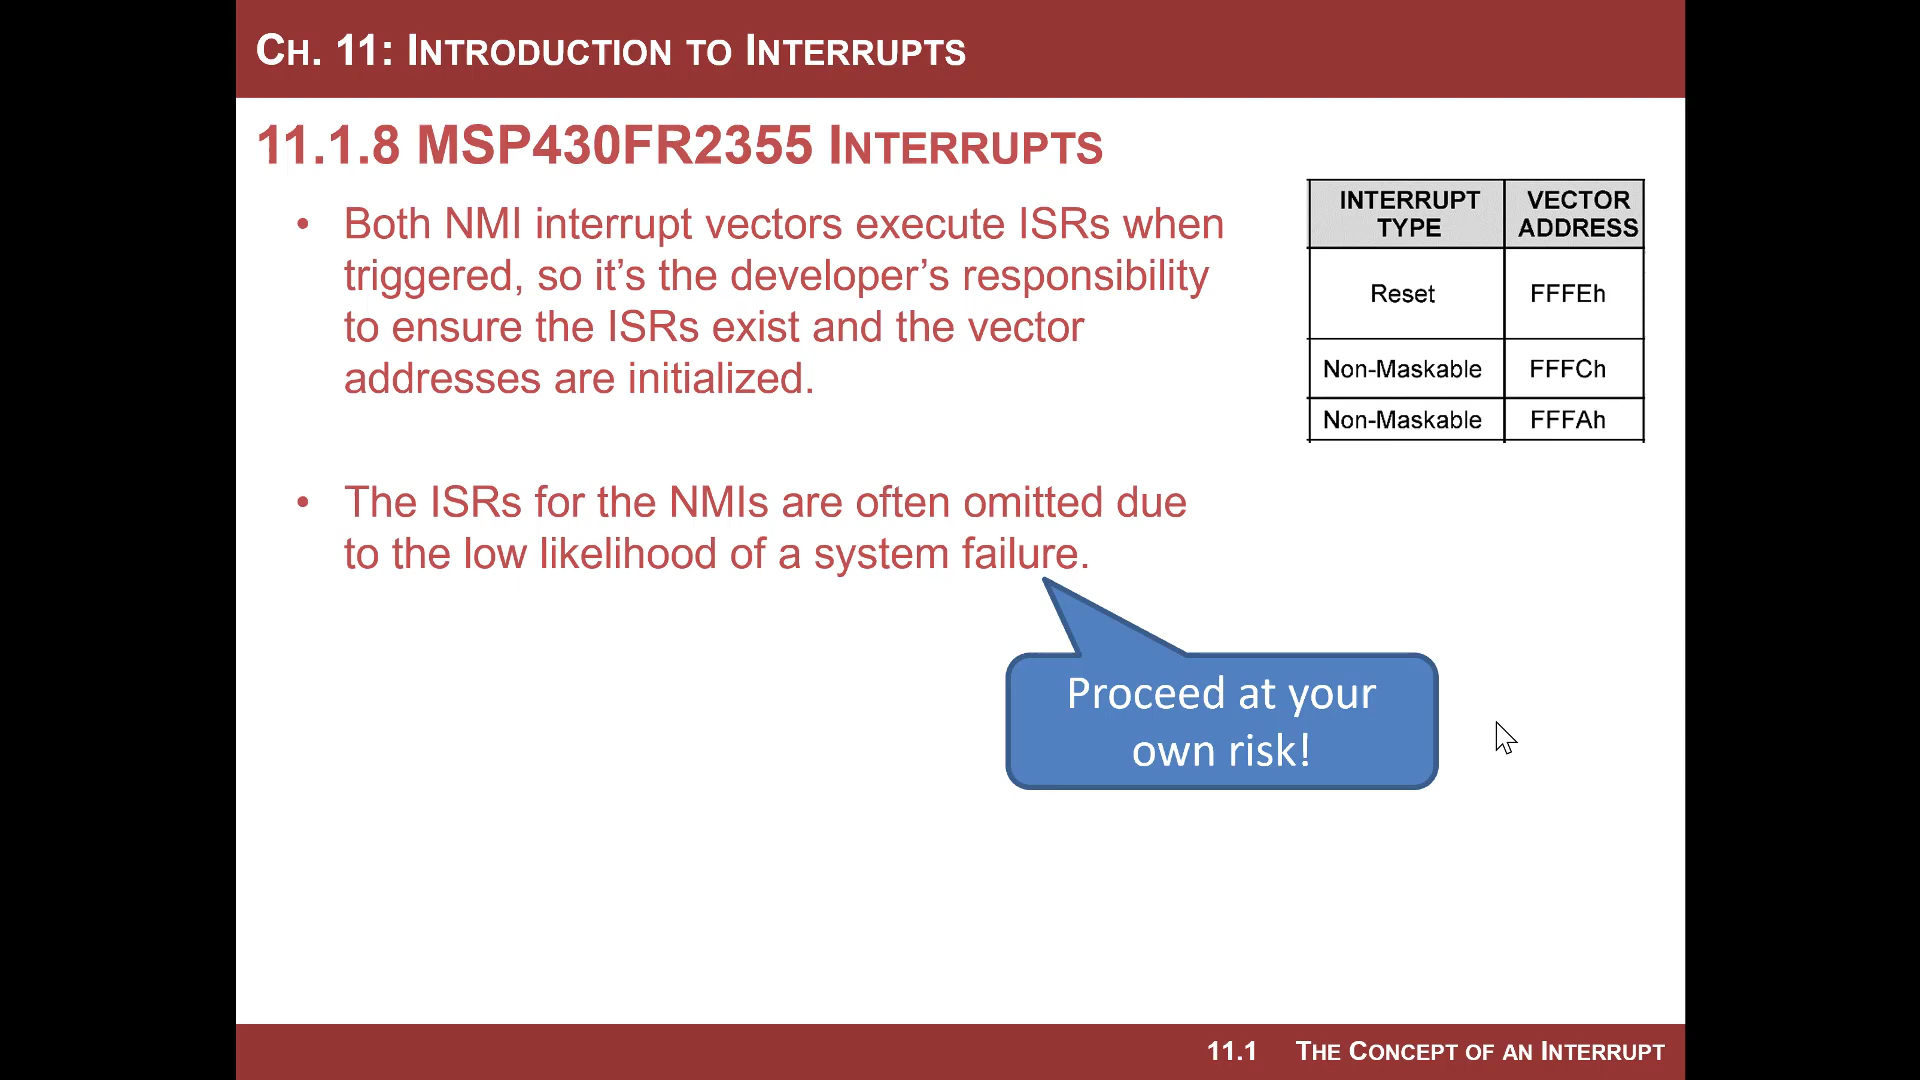 CH. 11: INTRODUCTION TO INTERRUPTS
11.1.8 MSP430FR2355 INTERRUPTS
• Both NMI interrupt vectors execute ISRs when
triggered, so it’s the developer’s responsibility
to ensure the ISRs exist and the vector
addresses are initialized.
• The ISRs for the NMIs are often omitted due
to the low likelihood of a system failure.
INTERRUPT TYPE VECTOR ADDRESS
Reset FFFEh
Non-Maskable FFFCh
Non-Maskable FFFAh
Proceed at your
own risk!
11.1 THE CONCEPT OF AN INTERRUPT